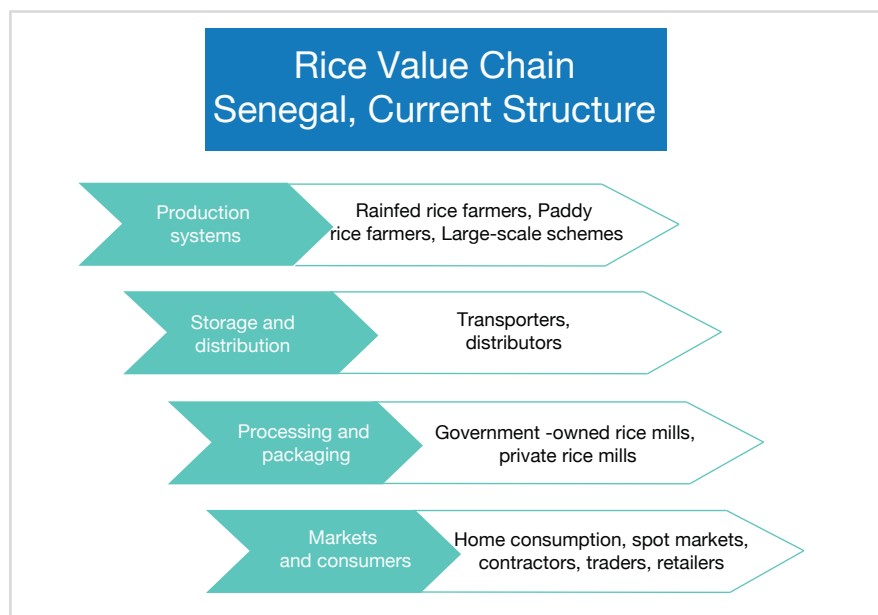 Rice Value Chain
Senegal, Current Structure
Production
systems
Rainfed rice farmers, Paddy
rice farmers, Large-scale schemes
Storage and
distribution
Transporters,
distributors
Processing and
packaging
Government -owned rice mills,
private rice mills
Markets
and consumers
Home consumption, spot markets,
contractors, traders, retailers